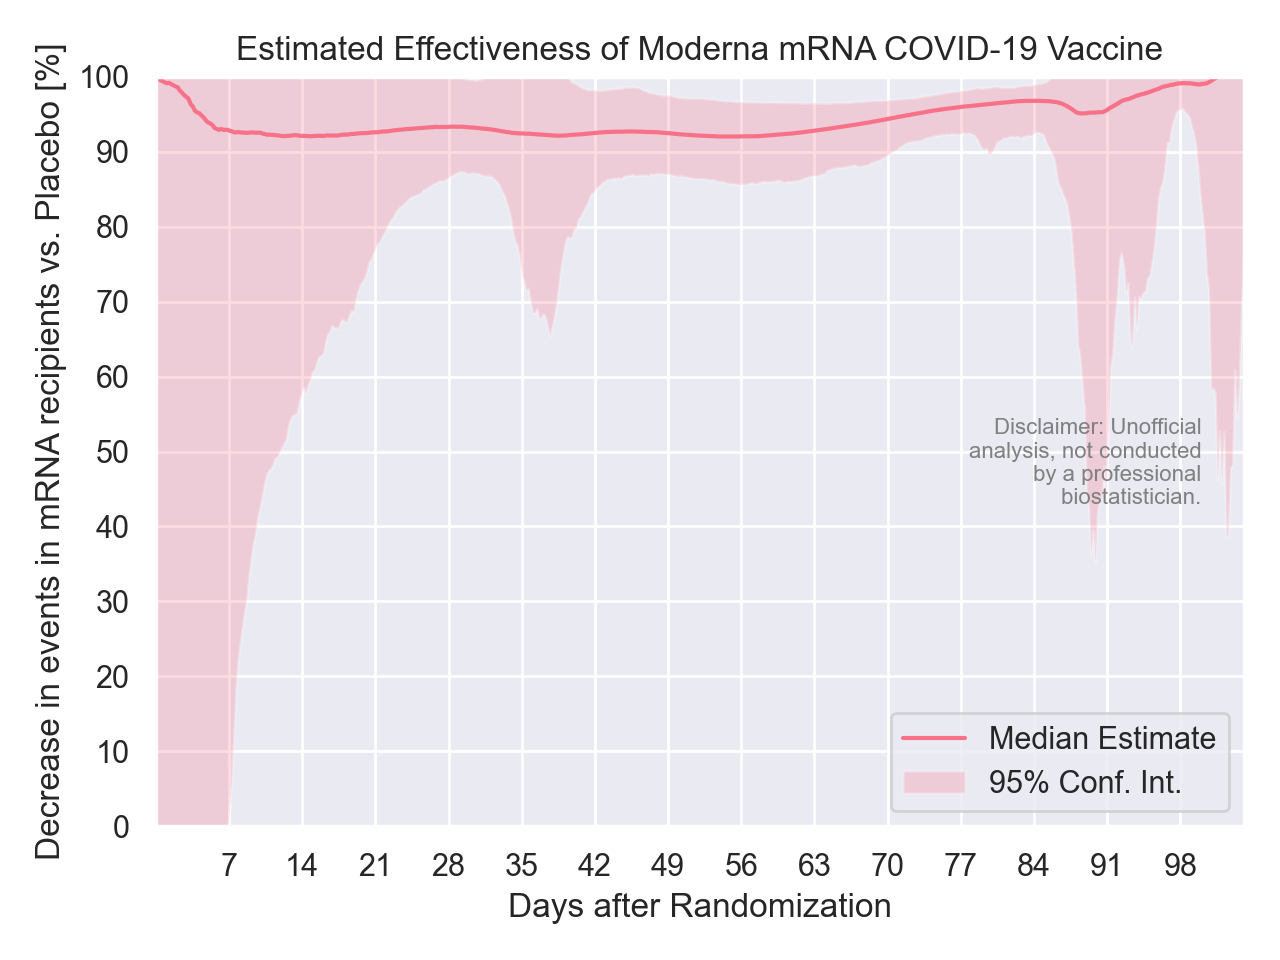 Estimated Effectiveness of Moderna mRNA COVID-19 Vaccine
Decrease in events in mRNA recipients vs. Placebo [%]
100
90
80
70
60
50
40
30
20
10
0
Disclaimer: Unofficial
analysis, not conducted
by a professional
biostatistician.
Median Estimate
95% Conf. Int.
7 14 21 28 35 42 49 56 63 70 77 84 91 98
Days after Randomization